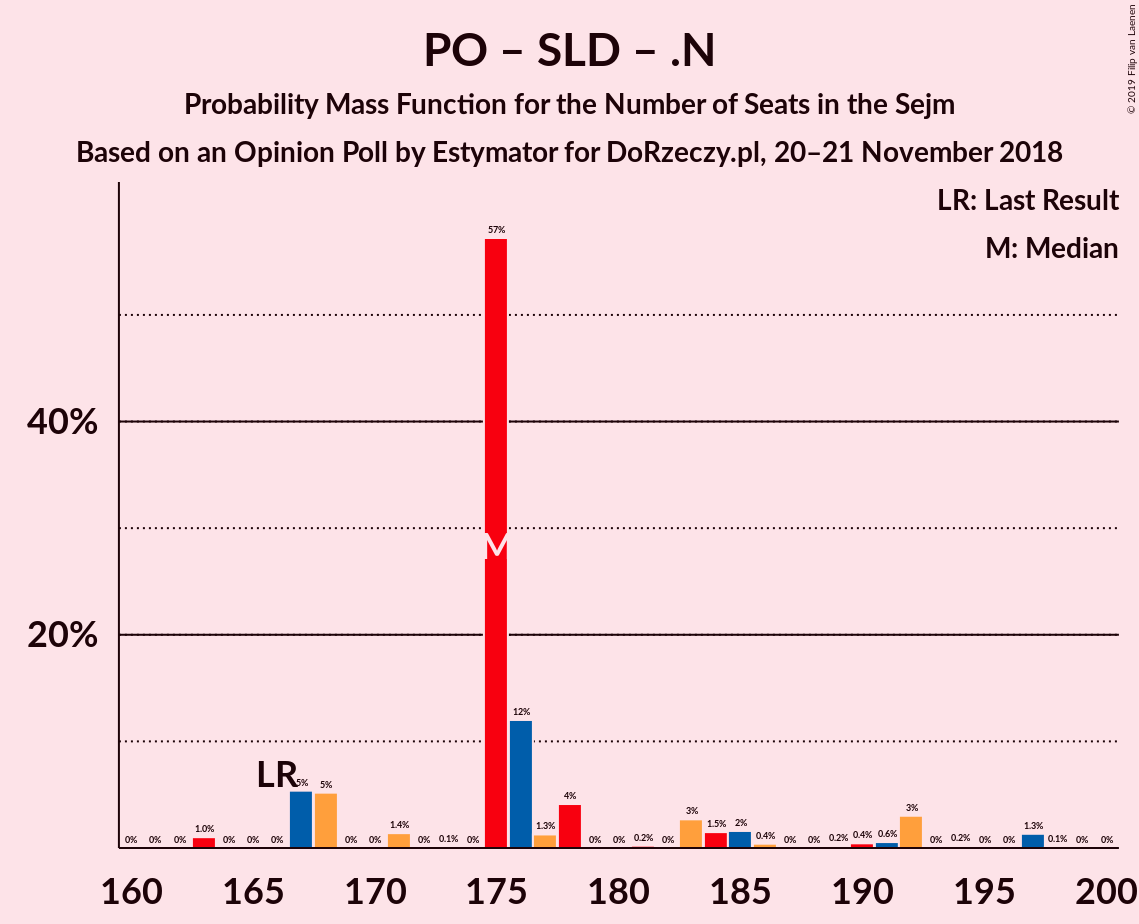 PO – SLD – .N
Probability Mass Function for the Number of Seats in the Sejm
Based on an Opinion Poll by Estymator for DoRzeczy.pl, 20–21 November 2018
© 2019 Filip van Laenen
LR: Last Result
M: Median
57%
40%
M
20%
12%
LR
5% 5%
4%
3% 3%
0% 0% 0% 1.0% 0% 0% 0% 0% 0% 1.4% 0% 0.1% 0% 1.3% 0% 0% 0.2% 0% 1.5% 2% 0.4% 0% 0% 0.2% 0.4% 0.6% 0% 0.2% 0% 0% 1.3% 0.1% 0% 0%
160 165 170 175 180 185 190 195 200